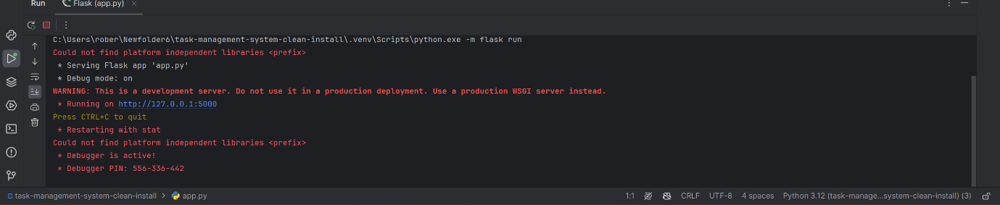 Run Flask (app.py) ×
C:\Users\rober\Newfolder6\task-management-system-clean-install\.venv\Scripts\python.exe -m flask run
Could not find platform independent libraries <prefix>
 * Serving Flask app 'app.py'
 * Debug mode: on
WARNING: This is a development server. Do not use it in a production deployment. Use a production WSGI server instead.
 * Running on http://127.0.0.1:5000
Press CTRL+C to quit
 * Restarting with stat
Could not find platform independent libraries <prefix>
 * Debugger is active!
 * Debugger PIN: 556-336-442
task-management-system-clean-install > app.py 1:1 CRLF UTF-8 4 spaces Python 3.12 (task-manage...system-clean-install) (3)